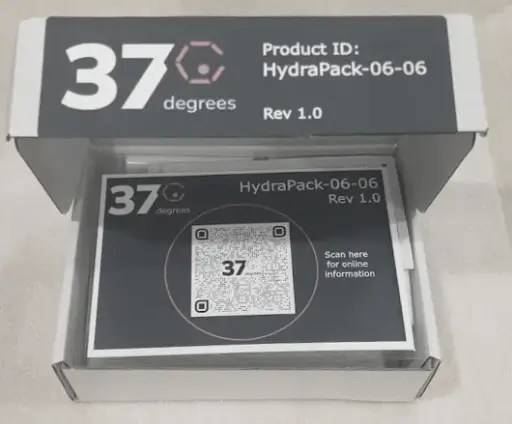 37
degrees
Product ID:
HydraPack-06-06
Rev 1.0
37
degrees
HydraPack-06-06
Rev 1.0
37
Scan here
for online
information